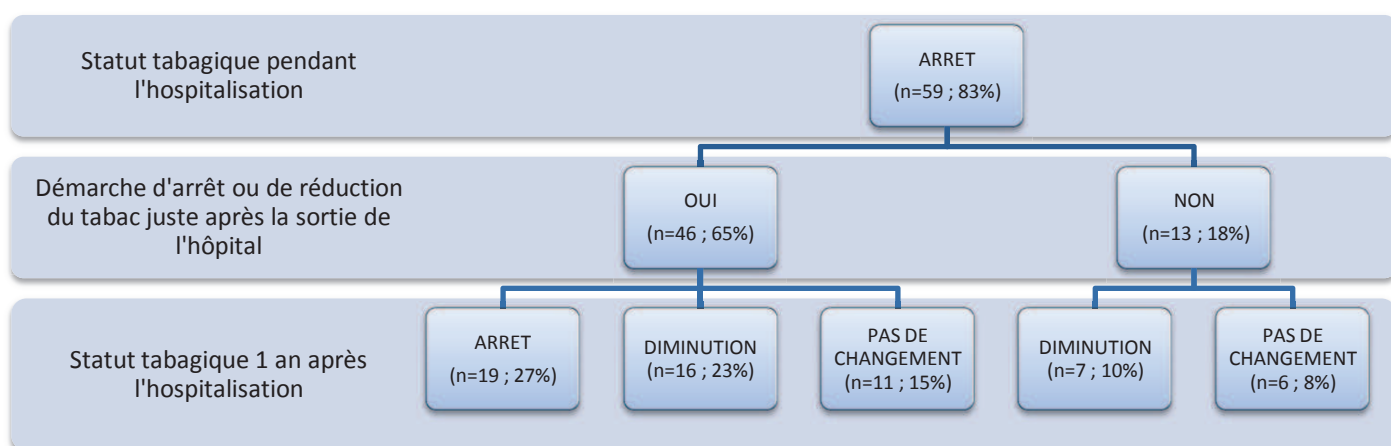 Statut tabagique pendant
l'hospitalisation
ARRET
(n=59 ; 83%)
Démarche d'arrêt ou de réduction
du tabac juste après la sortie de
l'hôpital
OUI
(n=46 ; 65%)
NON
(n=13 ; 18%)
Statut tabagique 1 an après
l'hospitalisation
ARRET
(n=19 ; 27%)
DIMINUTION
(n=16 ; 23%)
PAS DE
CHANGEMENT
(n=11 ; 15%)
DIMINUTION
(n=7 ; 10%)
PAS DE
CHANGEMENT
(n=6 ; 8%)